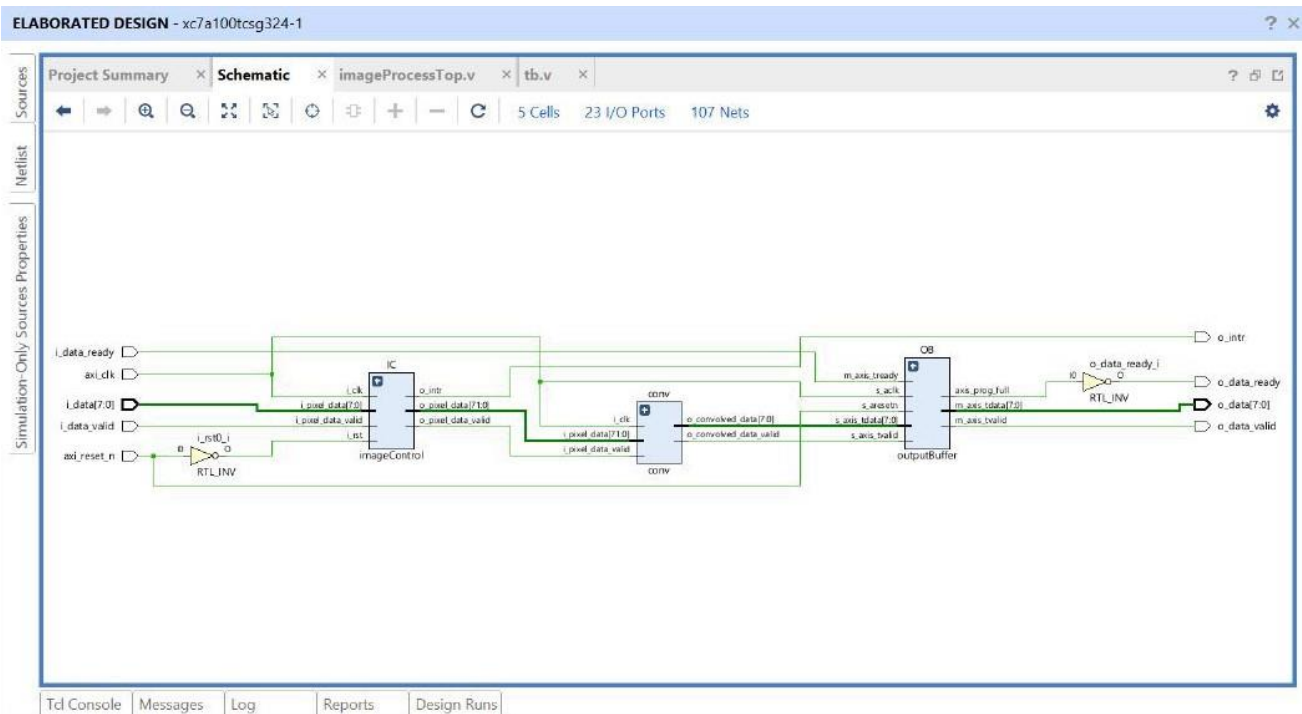 ELABORATED DESIGN - xc7a100tcsg324-1
? ×
Sources
Netlist
Simulation-Only Sources Properties
Project Summary × Schematic × imageProcessTop.v × tb.v ×
?
5 Cells 23 I/O Ports 107 Nets
i_data_ready
axi_clk
i_data[7:0]
i_data_valid
axi_reset_n
i_rst0_i
I0 O
RTL_INV
IC
i_clk
i_pixel_data[7:0]
i_pixel_data_valid
i_rst
o_intr
o_pixel_data[71:0]
o_pixel_data_valid
imageControl
conv
i_clk
i_pixel_data[71:0]
i_pixel_data_valid
o_convolved_data[7:0]
o_convolved_data_valid
conv
OB
m_axis_tready
s_aclk
s_aresetn
s_axis_tdata[7:0]
s_axis_tvalid
axis_prog_full
m_axis_tdata[7:0]
m_axis_tvalid
outputBuffer
o_data_ready_i
I0 O
RTL_INV
o_intr
o_data_ready
o_data[7:0]
o_data_valid
Tcl Console Messages Log Reports Design Runs